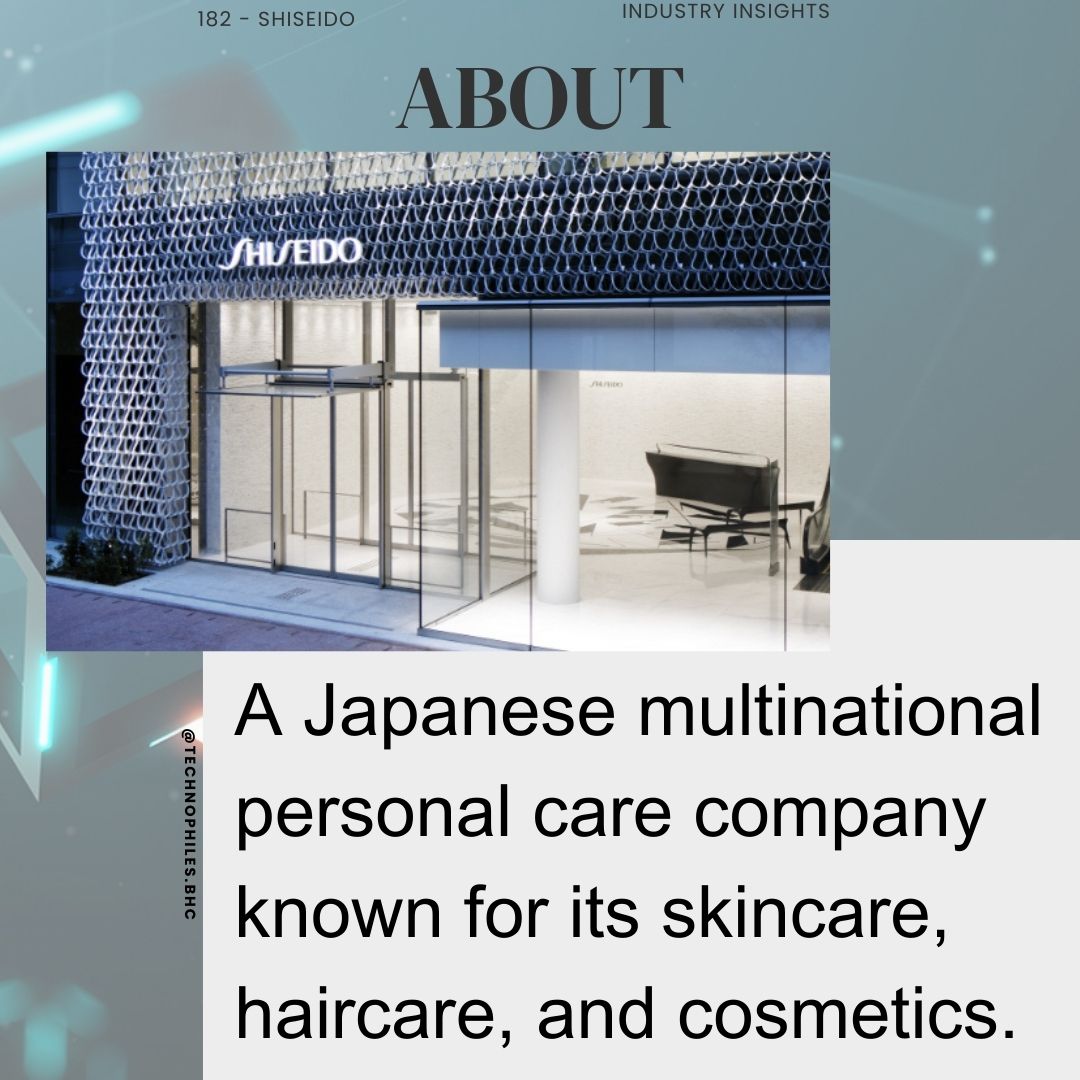 182 - SHISEIDO
INDUSTRY INSIGHTS
ABOUT
SHISEIDO
SHISEIDO
@TECHNOPHILES.BHC
A Japanese multinational
personal care company
known for its skincare,
haircare, and cosmetics.